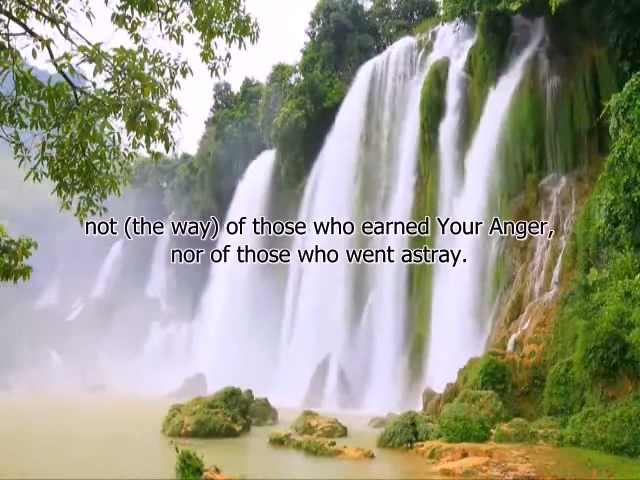 not (the way) of those who earned Your Anger,
nor of those who went astray.